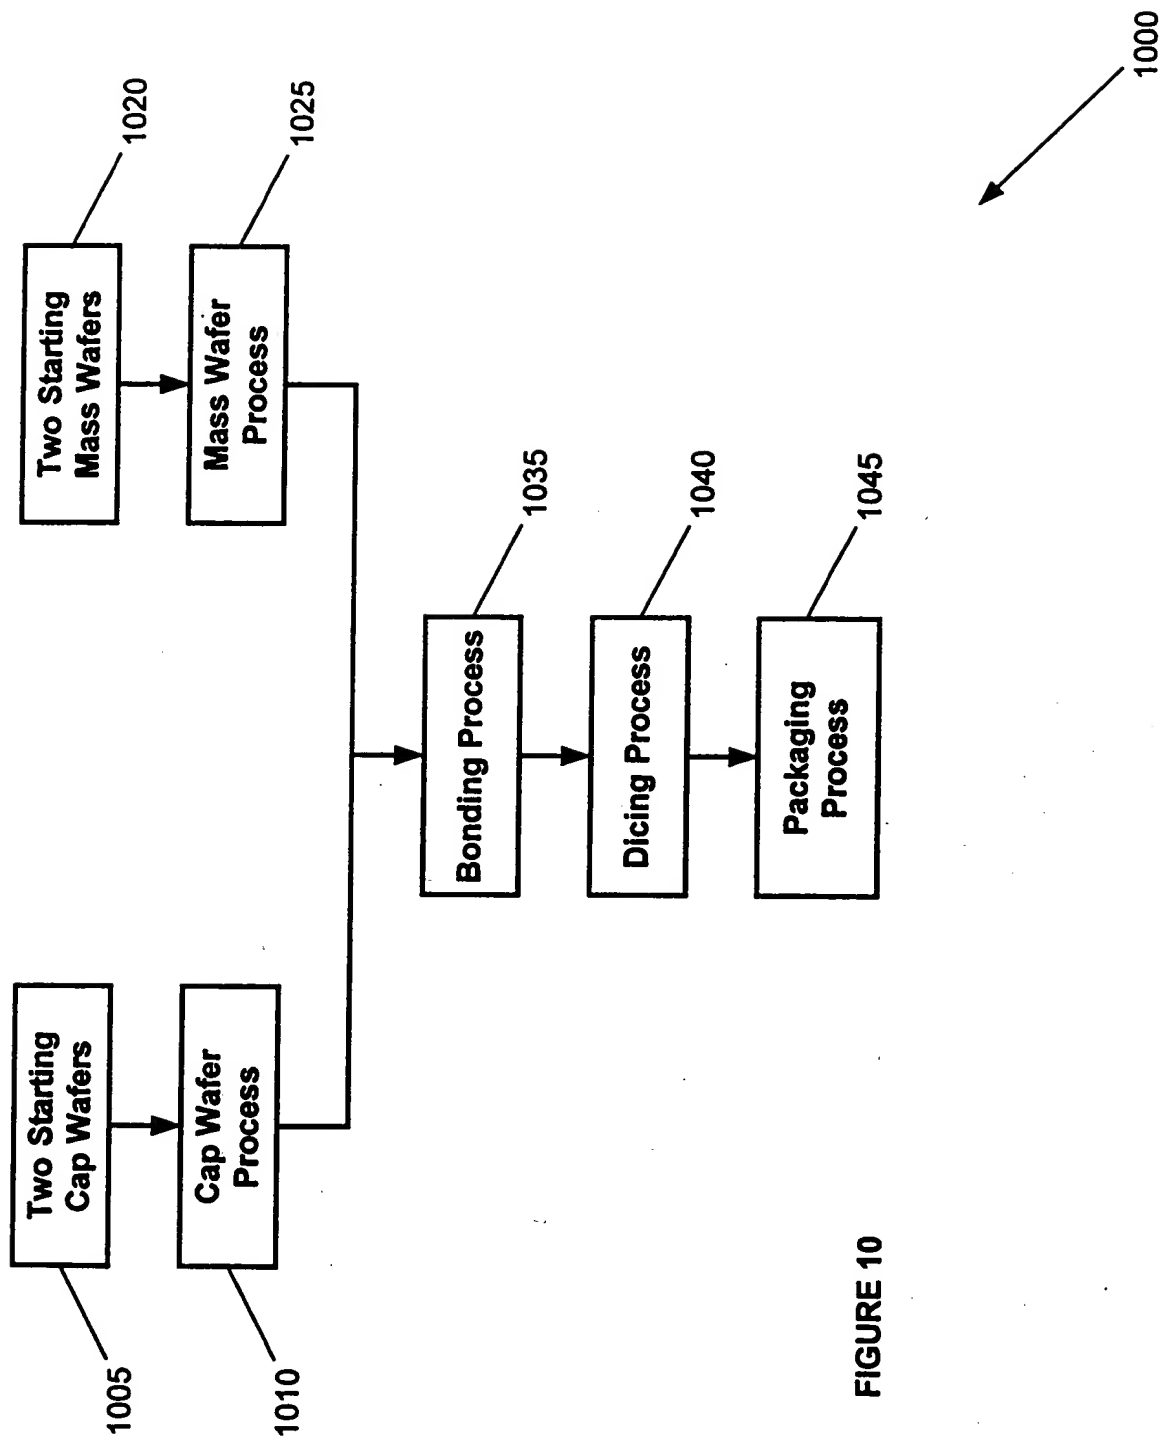 Two Starting
Cap Wafers
1005
Cap Wafer
Process
1010
Two Starting
Mass Wafers
1020
Mass Wafer
Process
1025
Bonding Process
1035
Dicing Process
1040
Packaging
Process
1045
FIGURE 10
1000